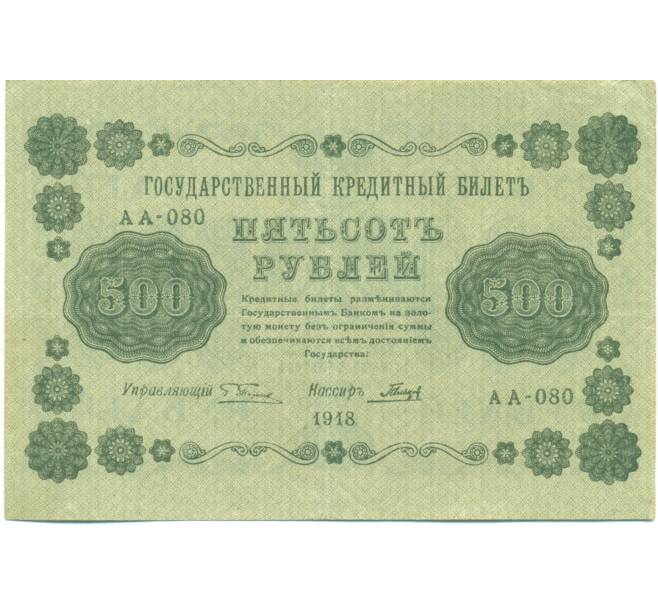 ГОСУДАРСТВЕННЫЙ КРЕДИТНЫЙ БИЛЕТЪ
АА-080
ПЯТЬСОТЪ
РУБЛЕЙ
500
500
Кредитные билеты размѣниваются
Государственнымъ Банкомъ на золо-
тую монету безъ ограниченія суммы
и обезпечиваются всѣмъ достояніемъ
Государства.
Управляющій
Кассиръ
АА-080
1918